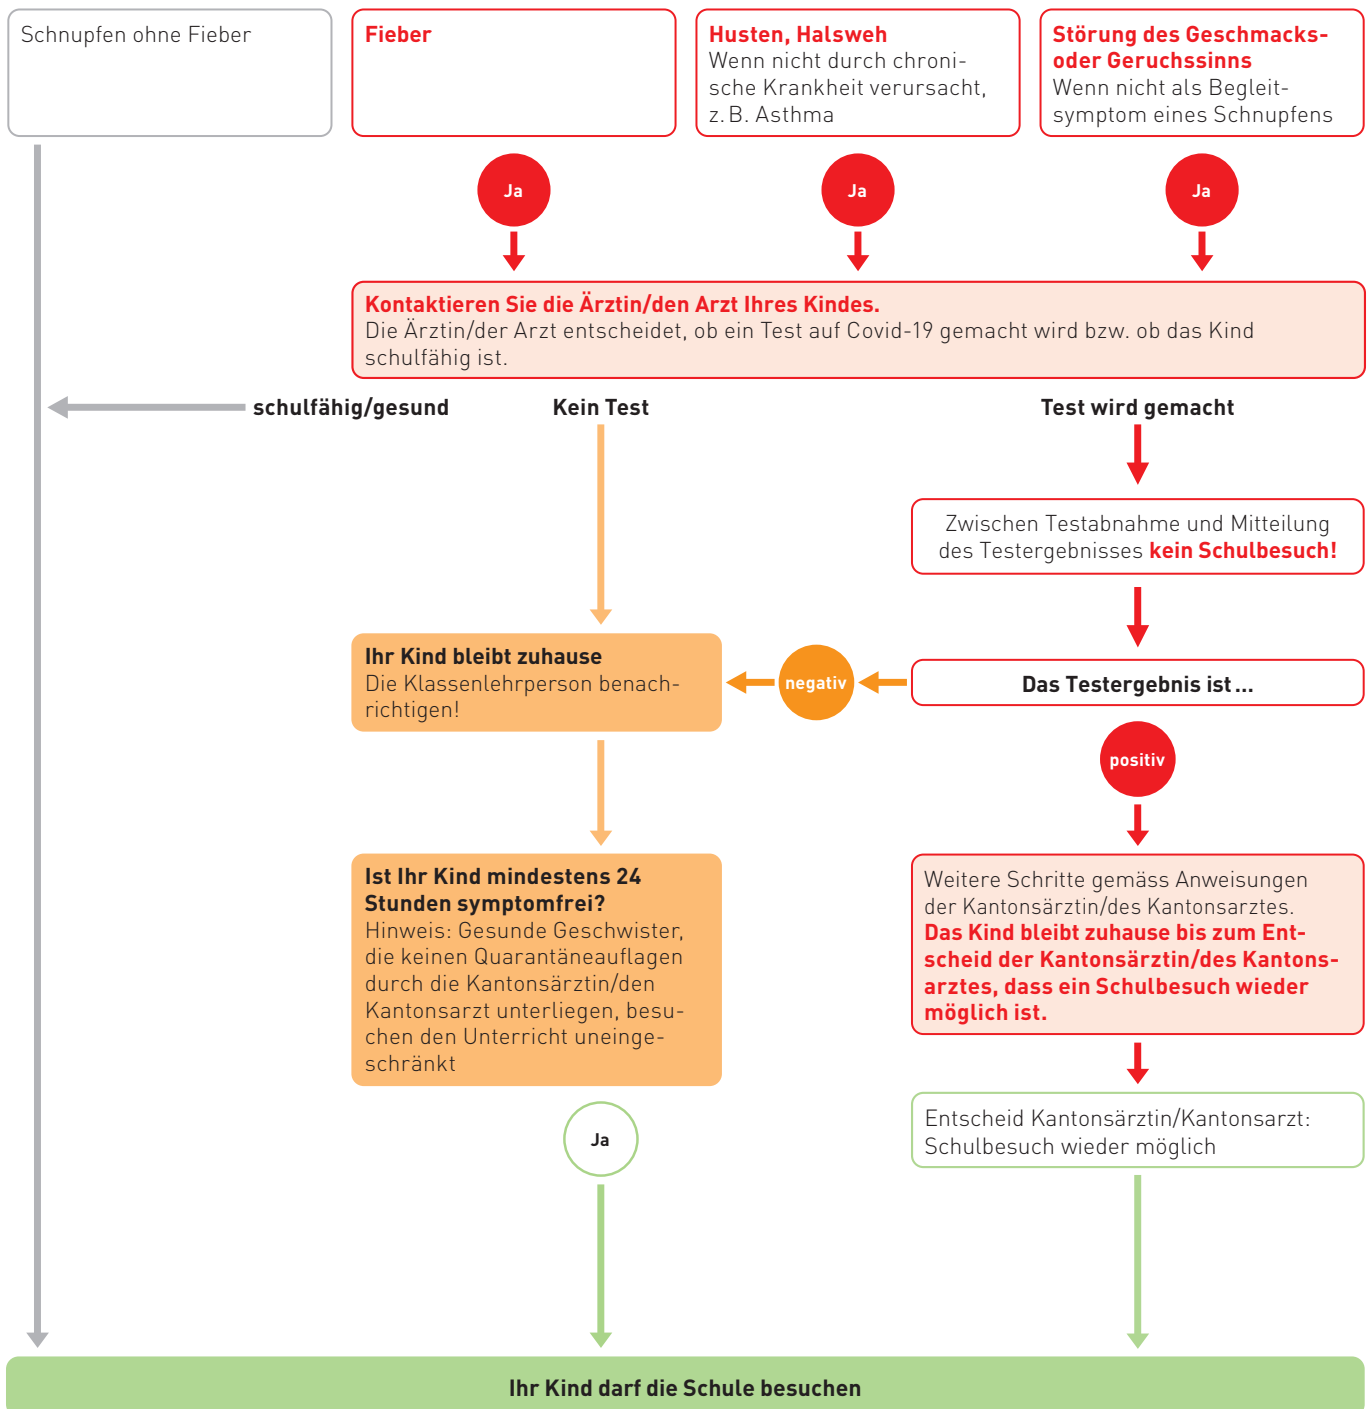 Schnupfen ohne Fieber
Fieber
Husten, Halsweh
Wenn nicht durch chroni-
sche Krankheit verursacht,
z. B. Asthma
Störung des Geschmacks-
oder Geruchssinns
Wenn nicht als Begleit-
symptom eines Schnupfens
Ja
Ja
Ja
Kontaktieren Sie die Ärztin/den Arzt Ihres Kindes.
Die Ärztin/der Arzt entscheidet, ob ein Test auf Covid-19 gemacht wird bzw. ob das Kind
schulfähig ist.
schulfähig/gesund
Kein Test
Test wird gemacht
Zwischen Testabnahme und Mitteilung
des Testergebnisses kein Schulbesuch!
Ihr Kind bleibt zuhause
Die Klassenlehrperson benach-
richtigen!
negativ
Das Testergebnis ist ...
positiv
Ist Ihr Kind mindestens 24
Stunden symptomfrei?
Hinweis: Gesunde Geschwister,
die keinen Quarantäneauflagen
durch die Kantonsärztin/den
Kantonsarzt unterliegen, besu-
chen den Unterricht uneinge-
schränkt
Weitere Schritte gemäss Anweisungen
der Kantonsärztin/des Kantonsarztes.
Das Kind bleibt zuhause bis zum Ent-
scheid der Kantonsärztin/des Kantons-
arztes, dass ein Schulbesuch wieder
möglich ist.
Ja
Entscheid Kantonsärztin/Kantonsarzt:
Schulbesuch wieder möglich
Ihr Kind darf die Schule besuchen